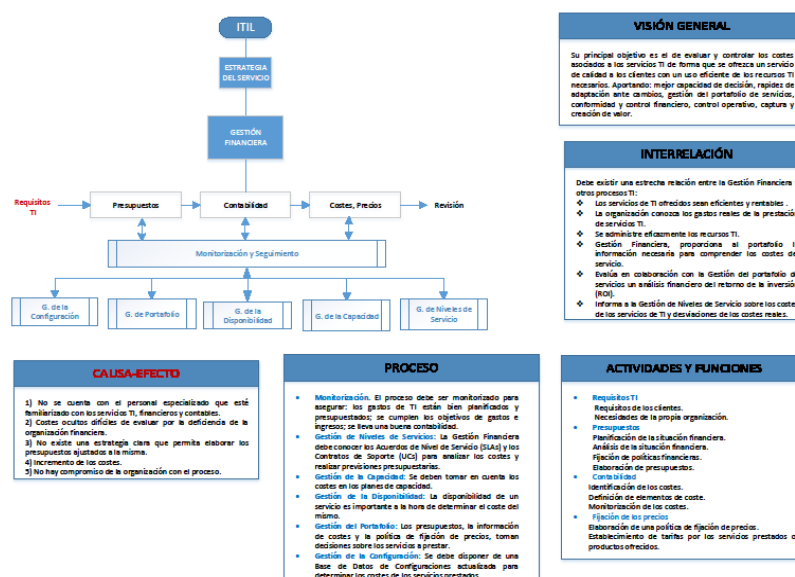 ITIL
ESTRATEGIA
DEL SERVICIO
GESTIÓN
FINANCIERA
Requisitos
TI
Presupuestos
Contabilidad
Costes, Precios
Revisión
Monitorización y Seguimiento
G. de la
Configuración
G. de Portafolio
G. de la
Disponibilidad
G. de la Capacidad
G. de Niveles de
Servicio
VISIÓN GENERAL
Su principal objetivo es el de evaluar y controlar los costes
asociados a los servicios TI de forma que se ofrezca un servicio
de calidad a los clientes con un uso eficiente de los recursos TI
necesarios. Aportando: mejor capacidad de decisión, rapidez de
adaptación ante cambios, gestión del portafolio de servicios,
conformidad y control financiero, control operativo, captura y
creación de valor.
INTERRELACIÓN
Debe existir una estrecha relación entre la Gestión Financiera
otros procesos TI:
❖ Los servicios de TI ofrecidos sean eficientes y rentables .
❖ La organización conozca los gastos reales de la prestación
de servicios TI.
❖ Se administre eficazmente los recursos TI.
❖ Gestión Financiera, proporciona al portafolio l
información necesaria para comprender los costes de
servicio.
❖ Evalúa en colaboración con la Gestión del portafolio d
servicios un análisis financiero del retorno de la inversión
(ROI).
❖ Informa a la Gestión de Niveles de Servicio sobre los coste
de los servicios de TI y desviaciones de los costes reales.
CAUSA-EFECTO
1) No se cuenta con el personal especializado que esté
familiarizado con los servicios TI, financieros y contables.
2) Costes ocultos difíciles de evaluar por la deficiencia de la
organización financiera.
3) No existe una estrategia clara que permita elaborar los
presupuestos ajustados a la misma.
4) Incremento de los costes.
5) No hay compromiso de la organización con el proceso.
PROCESO
• Monitorización. El proceso debe ser monitorizado para
asegurar: los gastos de TI están bien planificados y
presupuestados; se cumplen los objetivos de gastos e
ingresos; se lleva una buena contabilidad.
• Gestión de Niveles de Servicios: La Gestión Financiera
debe conocer los Acuerdos de Nivel de Servicio (SLAs) y los
Contratos de Soporte (UCs) para analizar los costes y
realizar previsiones presupuestarias.
• Gestión de la Capacidad: Se deben tomar en cuenta los
costes en los planes de capacidad.
• Gestión de la Disponibilidad: La disponibilidad de un
servicio es importante a la hora de determinar el coste del
mismo.
• Gestión del Portafolio: Los presupuestos, la información
de costes y la política de fijación de precios, toman
decisiones sobre los servicios a prestar.
• Gestión de la Configuración: Se debe disponer de una
Base de Datos de Configuraciones actualizada para
determinar los costes de los servicios prestados.
ACTIVIDADES Y FUNCIONES
• Requisitos TI
Requisitos de los clientes.
Necesidades de la propia organización.
• Presupuestos
Planificación de la situación financiera.
Análisis de la situación financiera.
Fijación de políticas financieras.
Elaboración de presupuestos.
• Contabilidad
Identificación de los costes.
Definición de elementos de coste.
Monitorización de los costes.
• Fijación de los precios
Elaboración de una política de fijación de precios.
Establecimiento de tarifas por los servicios prestados o
productos ofrecidos.